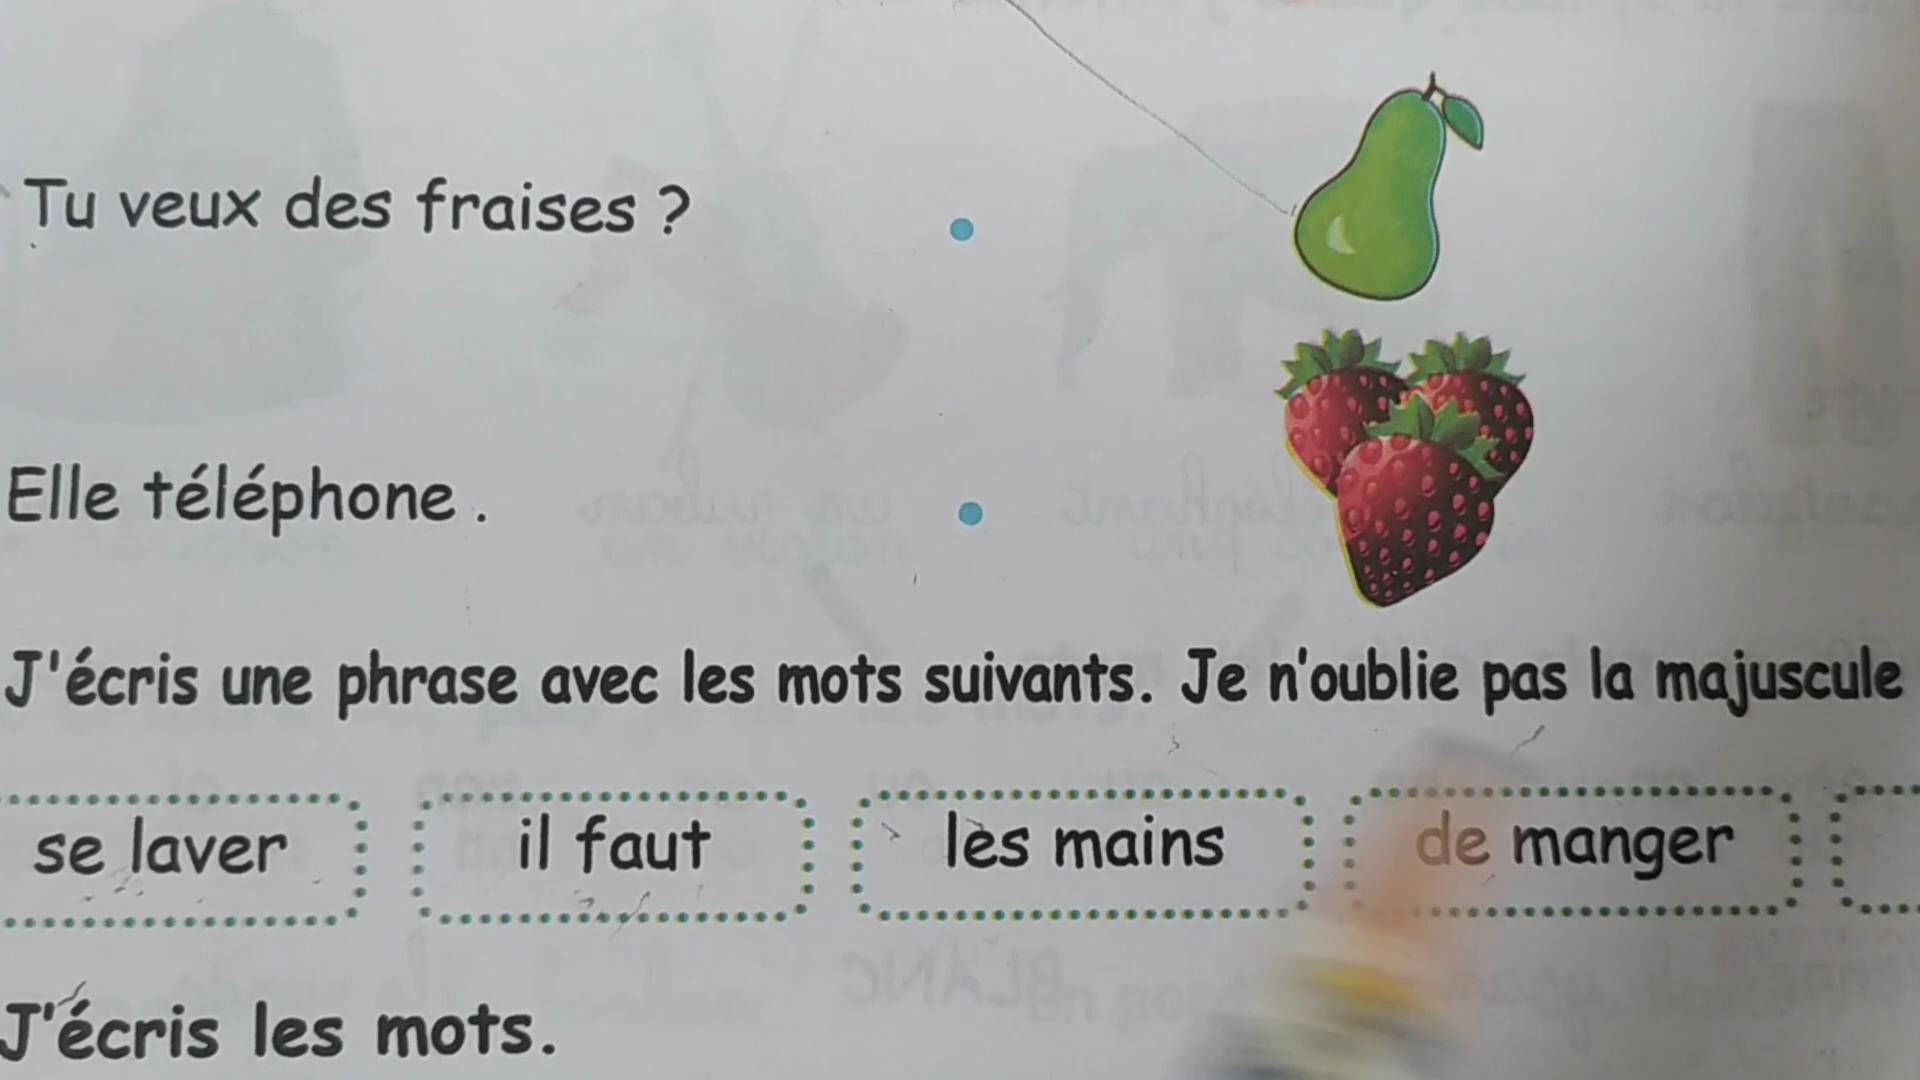 Tu veux des fraises ?
Elle téléphone .
J'écris une phrase avec les mots suivants. Je n'oublie pas la majuscule
se laver il faut les mains de manger
J'écris les mots.